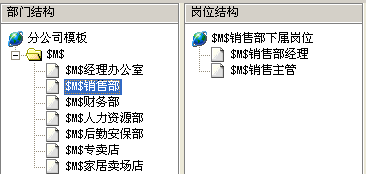 部门结构
分公司模板
$M$
$M$经理办公室
$M$销售部
$M$财务部
$M$人力资源部
$M$后勤安保部
$M$专卖店
$M$家居卖场店
岗位结构
$M$销售部下属岗位
$M$销售部经理
$M$销售主管